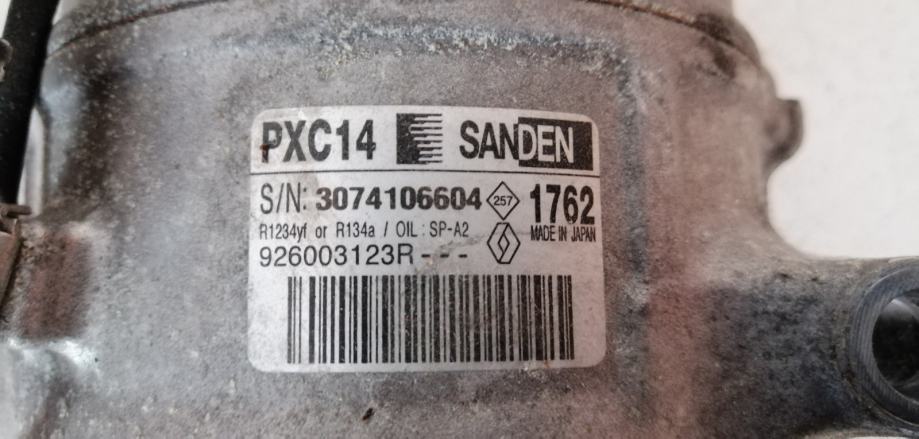 PXC14 SANDEN
S/N: 3074106604 257 1762
R1234yf or R134a / OIL : SP-A2 MADE IN JAPAN
926003123R---